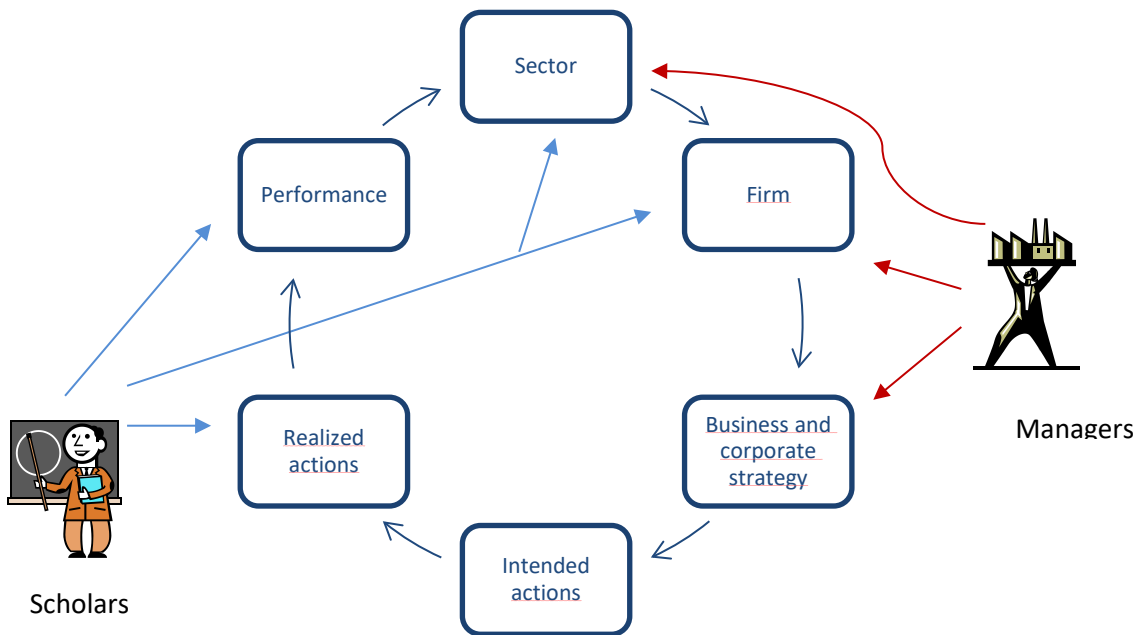 Sector
Performance
Firm
Realized
actions
Business and
corporate
strategy
Managers
Intended
actions
Scholars